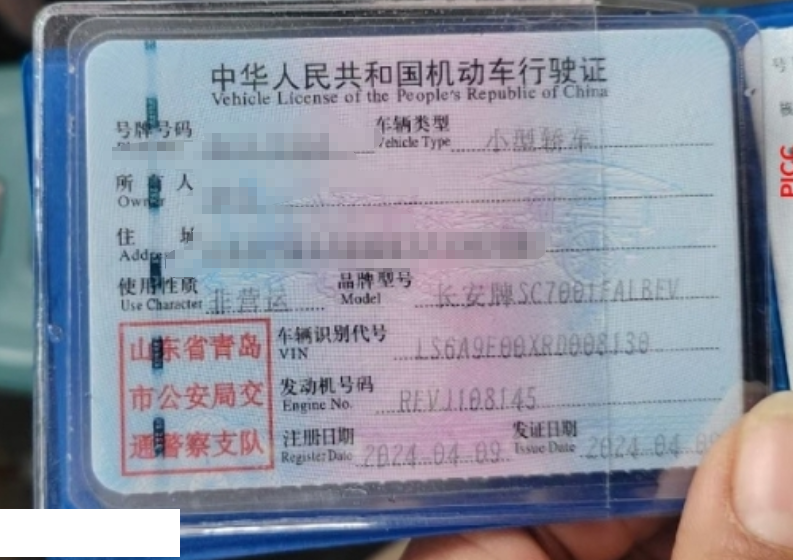 中华人民共和国机动车行驶证
Vehicle License of the People's Republic of China
号牌号码
车辆类型 小型轿车
Vehicle Type
所有人
Owner
住址
Address
使用性质 非营运
Use Character
品牌型号 长安牌SC7001FALBEV
Model
山东省青岛
市公安局交
通警察支队
车辆识别代号 LS6A9E00XRD008130
VIN
发动机号码 REVJ108145
Engine No.
注册日期 2024-04-09
Register Date
发证日期 2024-04-09
Issue Date
PICC